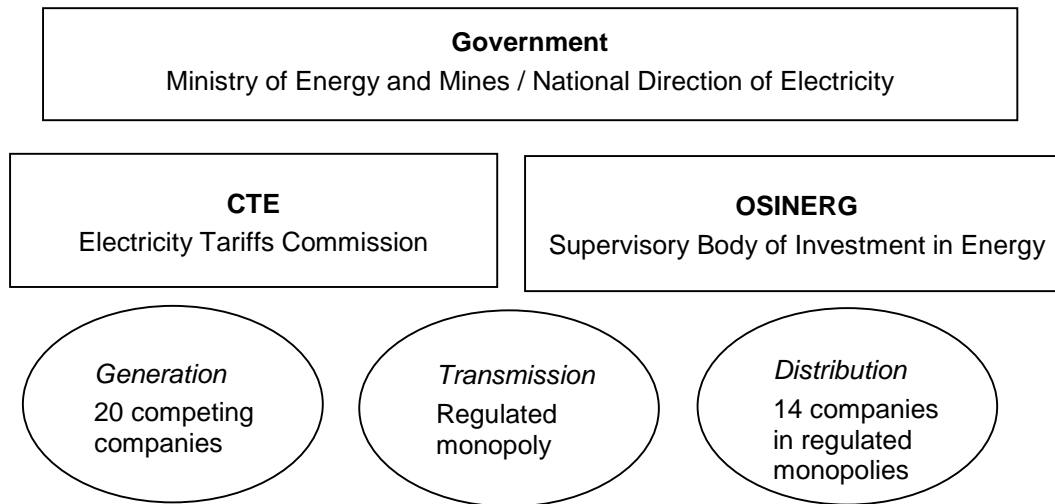 Government
Ministry of Energy and Mines / National Direction of Electricity
CTE
Electricity Tariffs Commission
OSINERG
Supervisory Body of Investment in Energy
Generation
20 competing
companies
Transmission
Regulated
monopoly
Distribution
14 companies
in regulated
monopolies